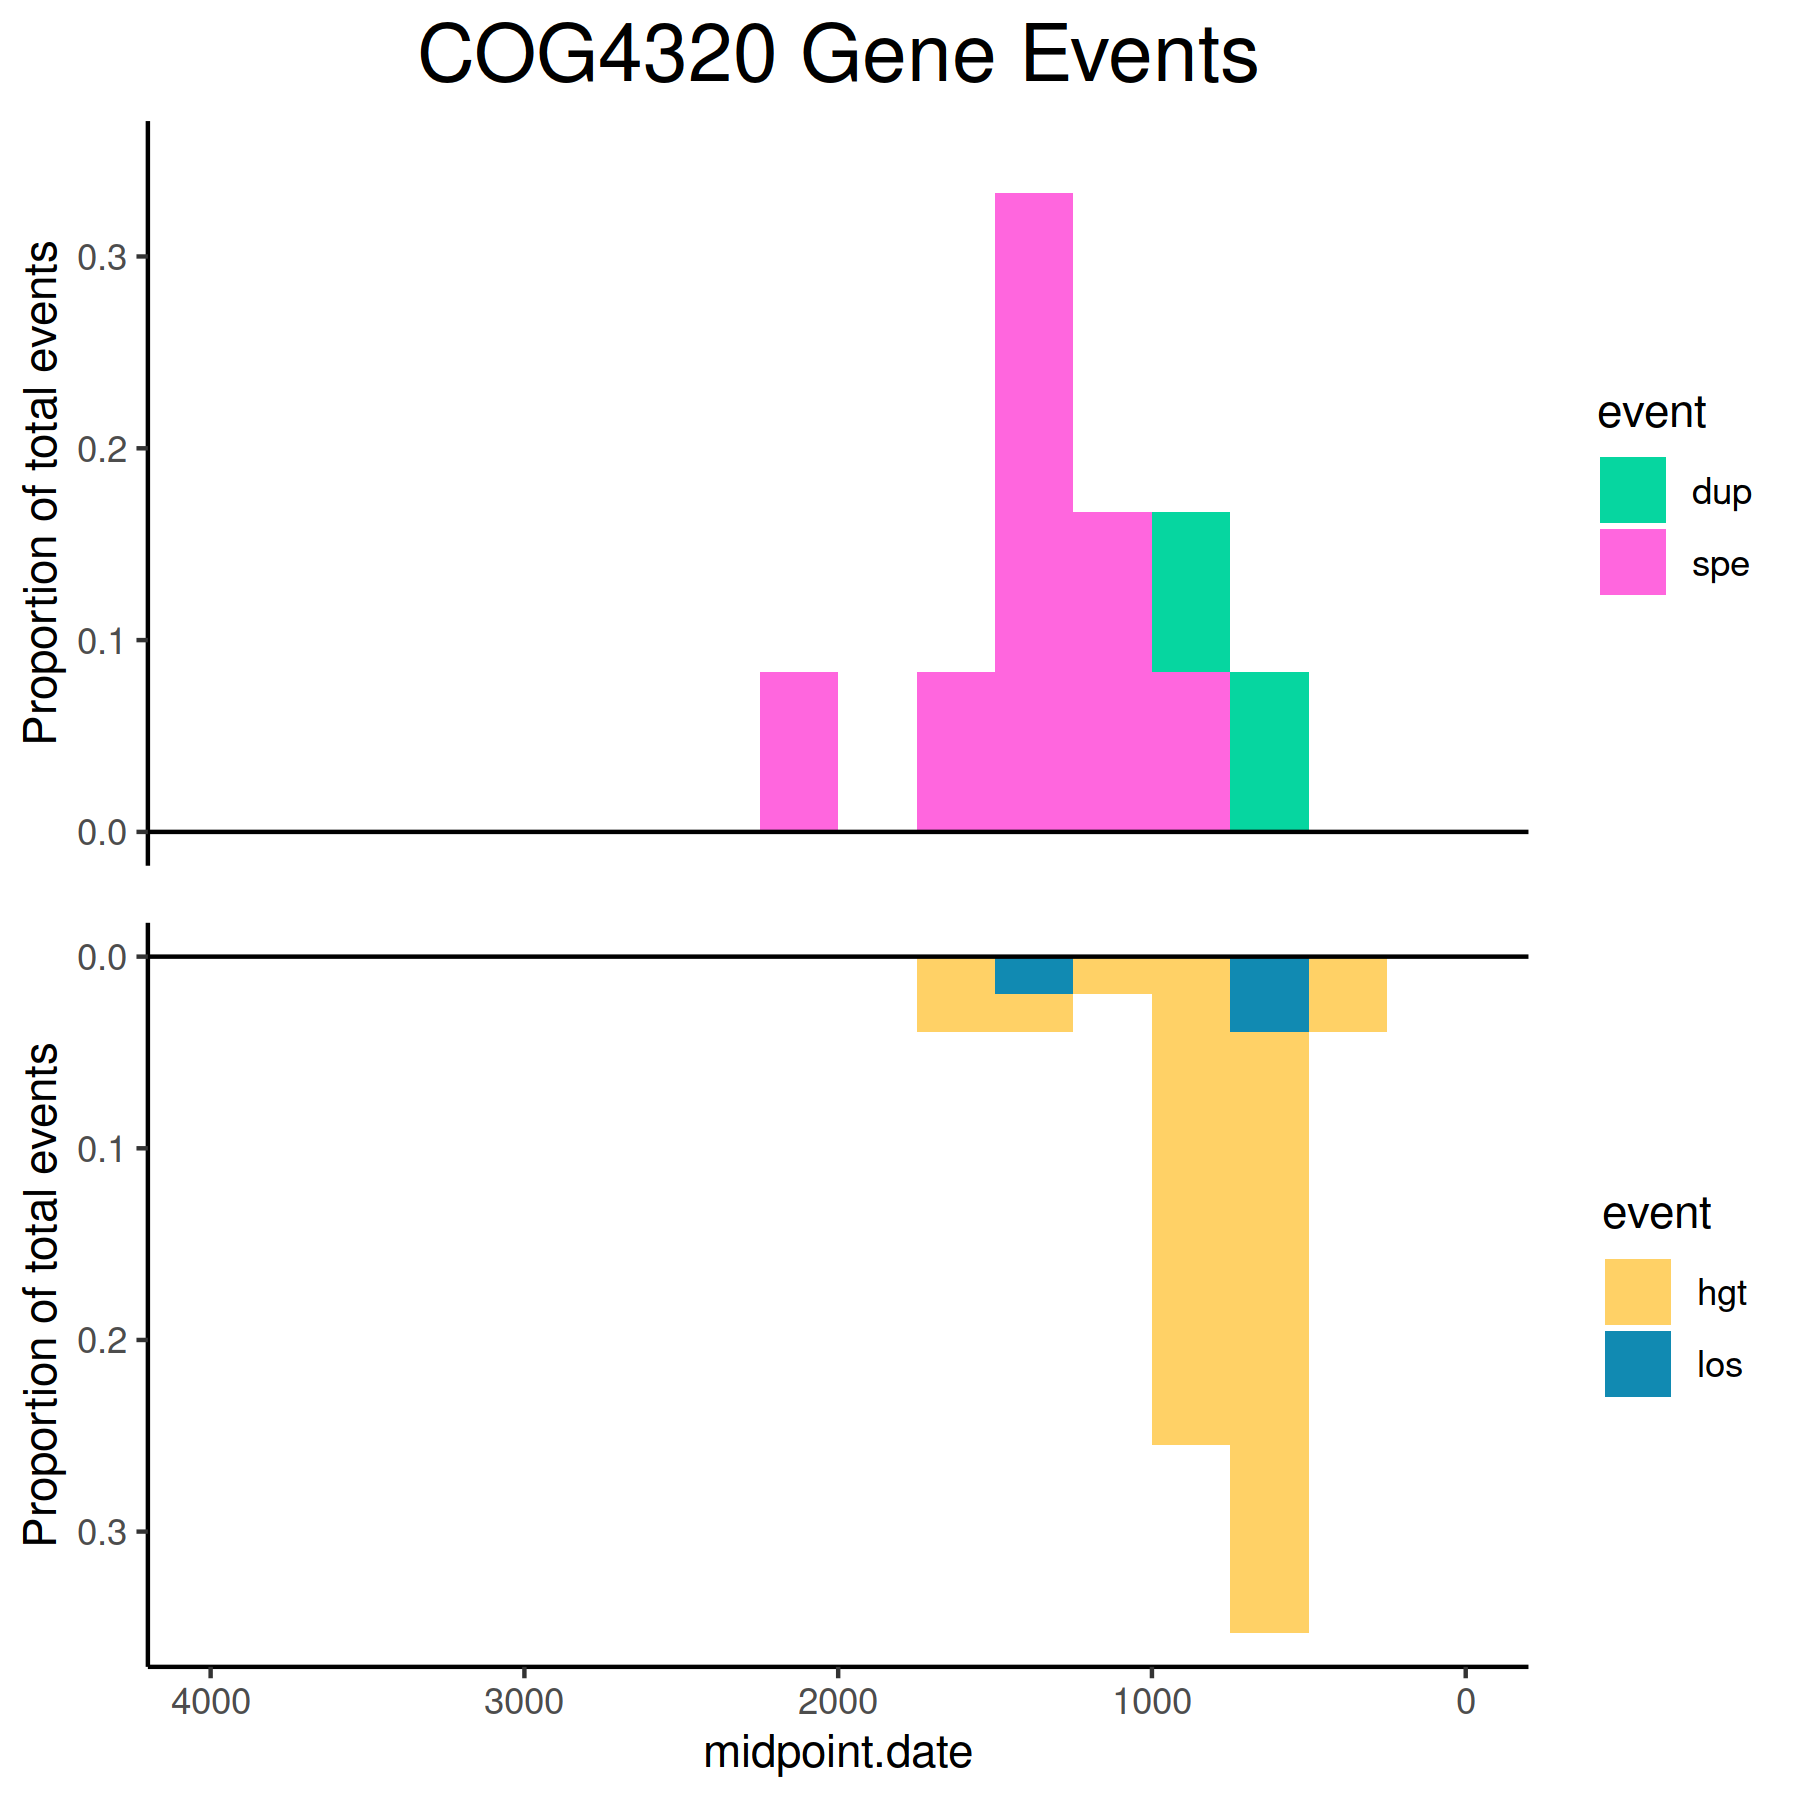 COG4320 Gene Events
Proportion of total events
0.3
0.2
0.1
0.0
event
dup
spe
Proportion of total events
0.0
0.1
0.2
0.3
event
hgt
los
4000 3000 2000 1000 0
midpoint.date